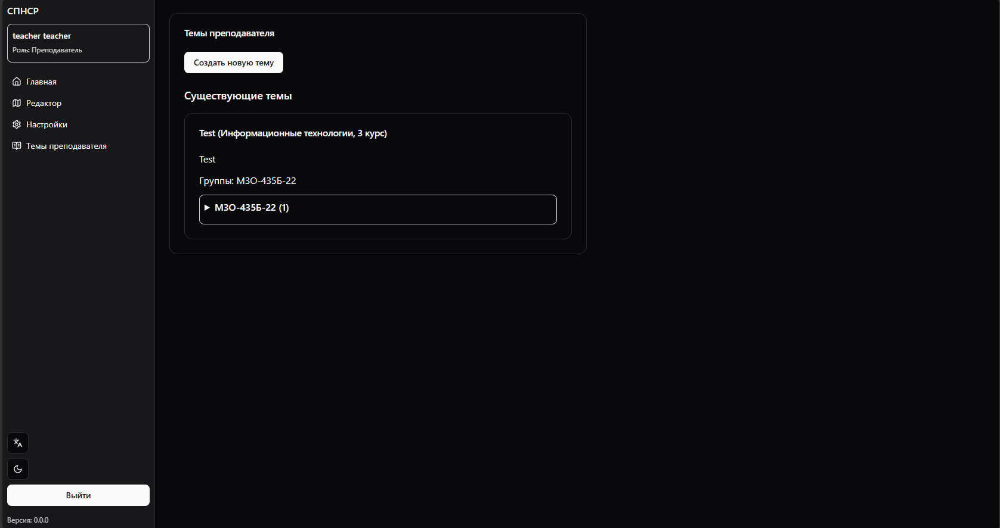 СПНСР
teacher teacher
Роль: Преподаватель
Главная
Редактор
Настройки
Темы преподавателя
Выйти
Версия: 0.0.0
Темы преподавателя
Создать новую тему
Существующие темы
Test (Информационные технологии, 3 курс)
Test
Группы: М3О-435Б-22
М3О-435Б-22 (1)